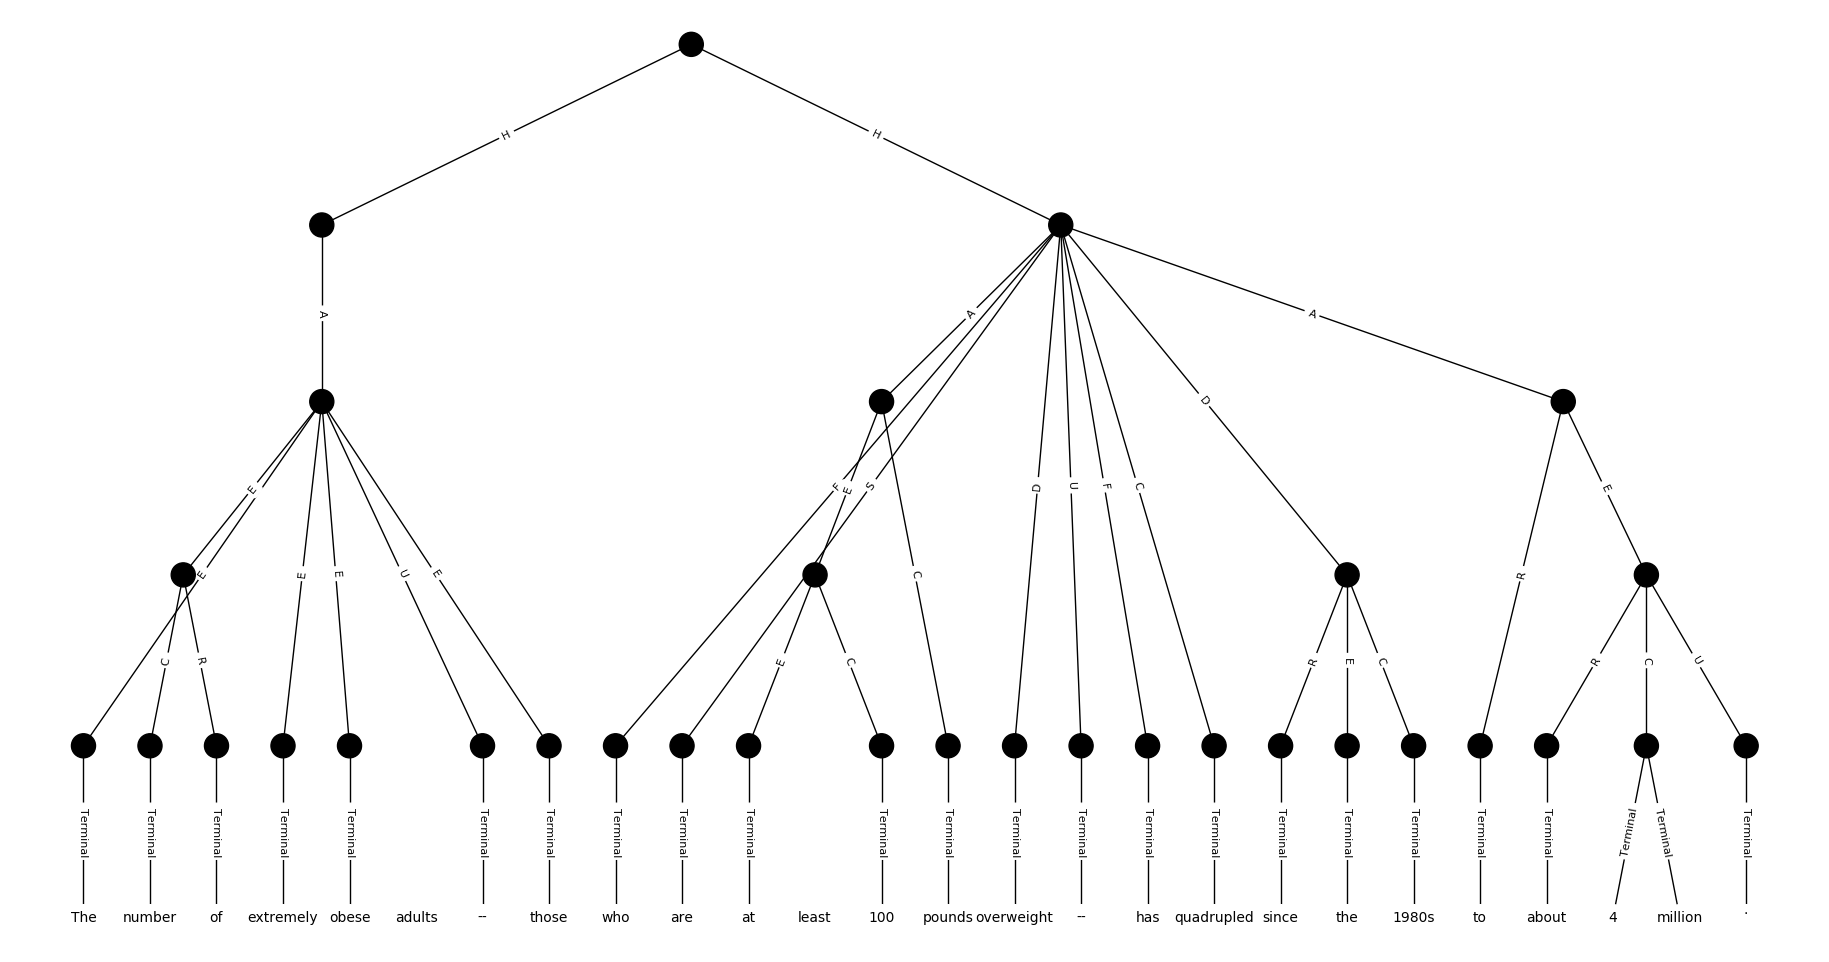 H H
A A A
D
E F E S D U F C E
E E E U E C R
C R E C R E C R C U
Terminal Terminal Terminal Terminal Terminal Terminal Terminal Terminal Terminal Terminal Terminal Terminal Terminal Terminal Terminal Terminal Terminal Terminal Terminal Terminal Terminal Terminal Terminal Terminal
The number of extremely obese adults -- those who are at least 100 pounds overweight -- has quadrupled since the 1980s to about 4 million .